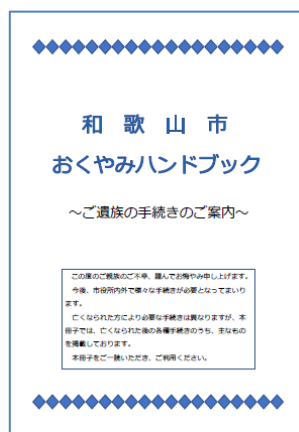 和歌山市
おくやみハンドブック
～ご遺族の手続きのご案内～
この度のご親族のご不幸、謹んでお悔やみ申し上げます。
今後、市役所内外で様々な手続きが必要となってまいり
ます。
亡くなられた方により必要な手続きは異なりますが、本
冊子では、亡くなられた後の各種手続きのうち、主なもの
を掲載しております。
本冊子をご一読いただき、ご利用ください。